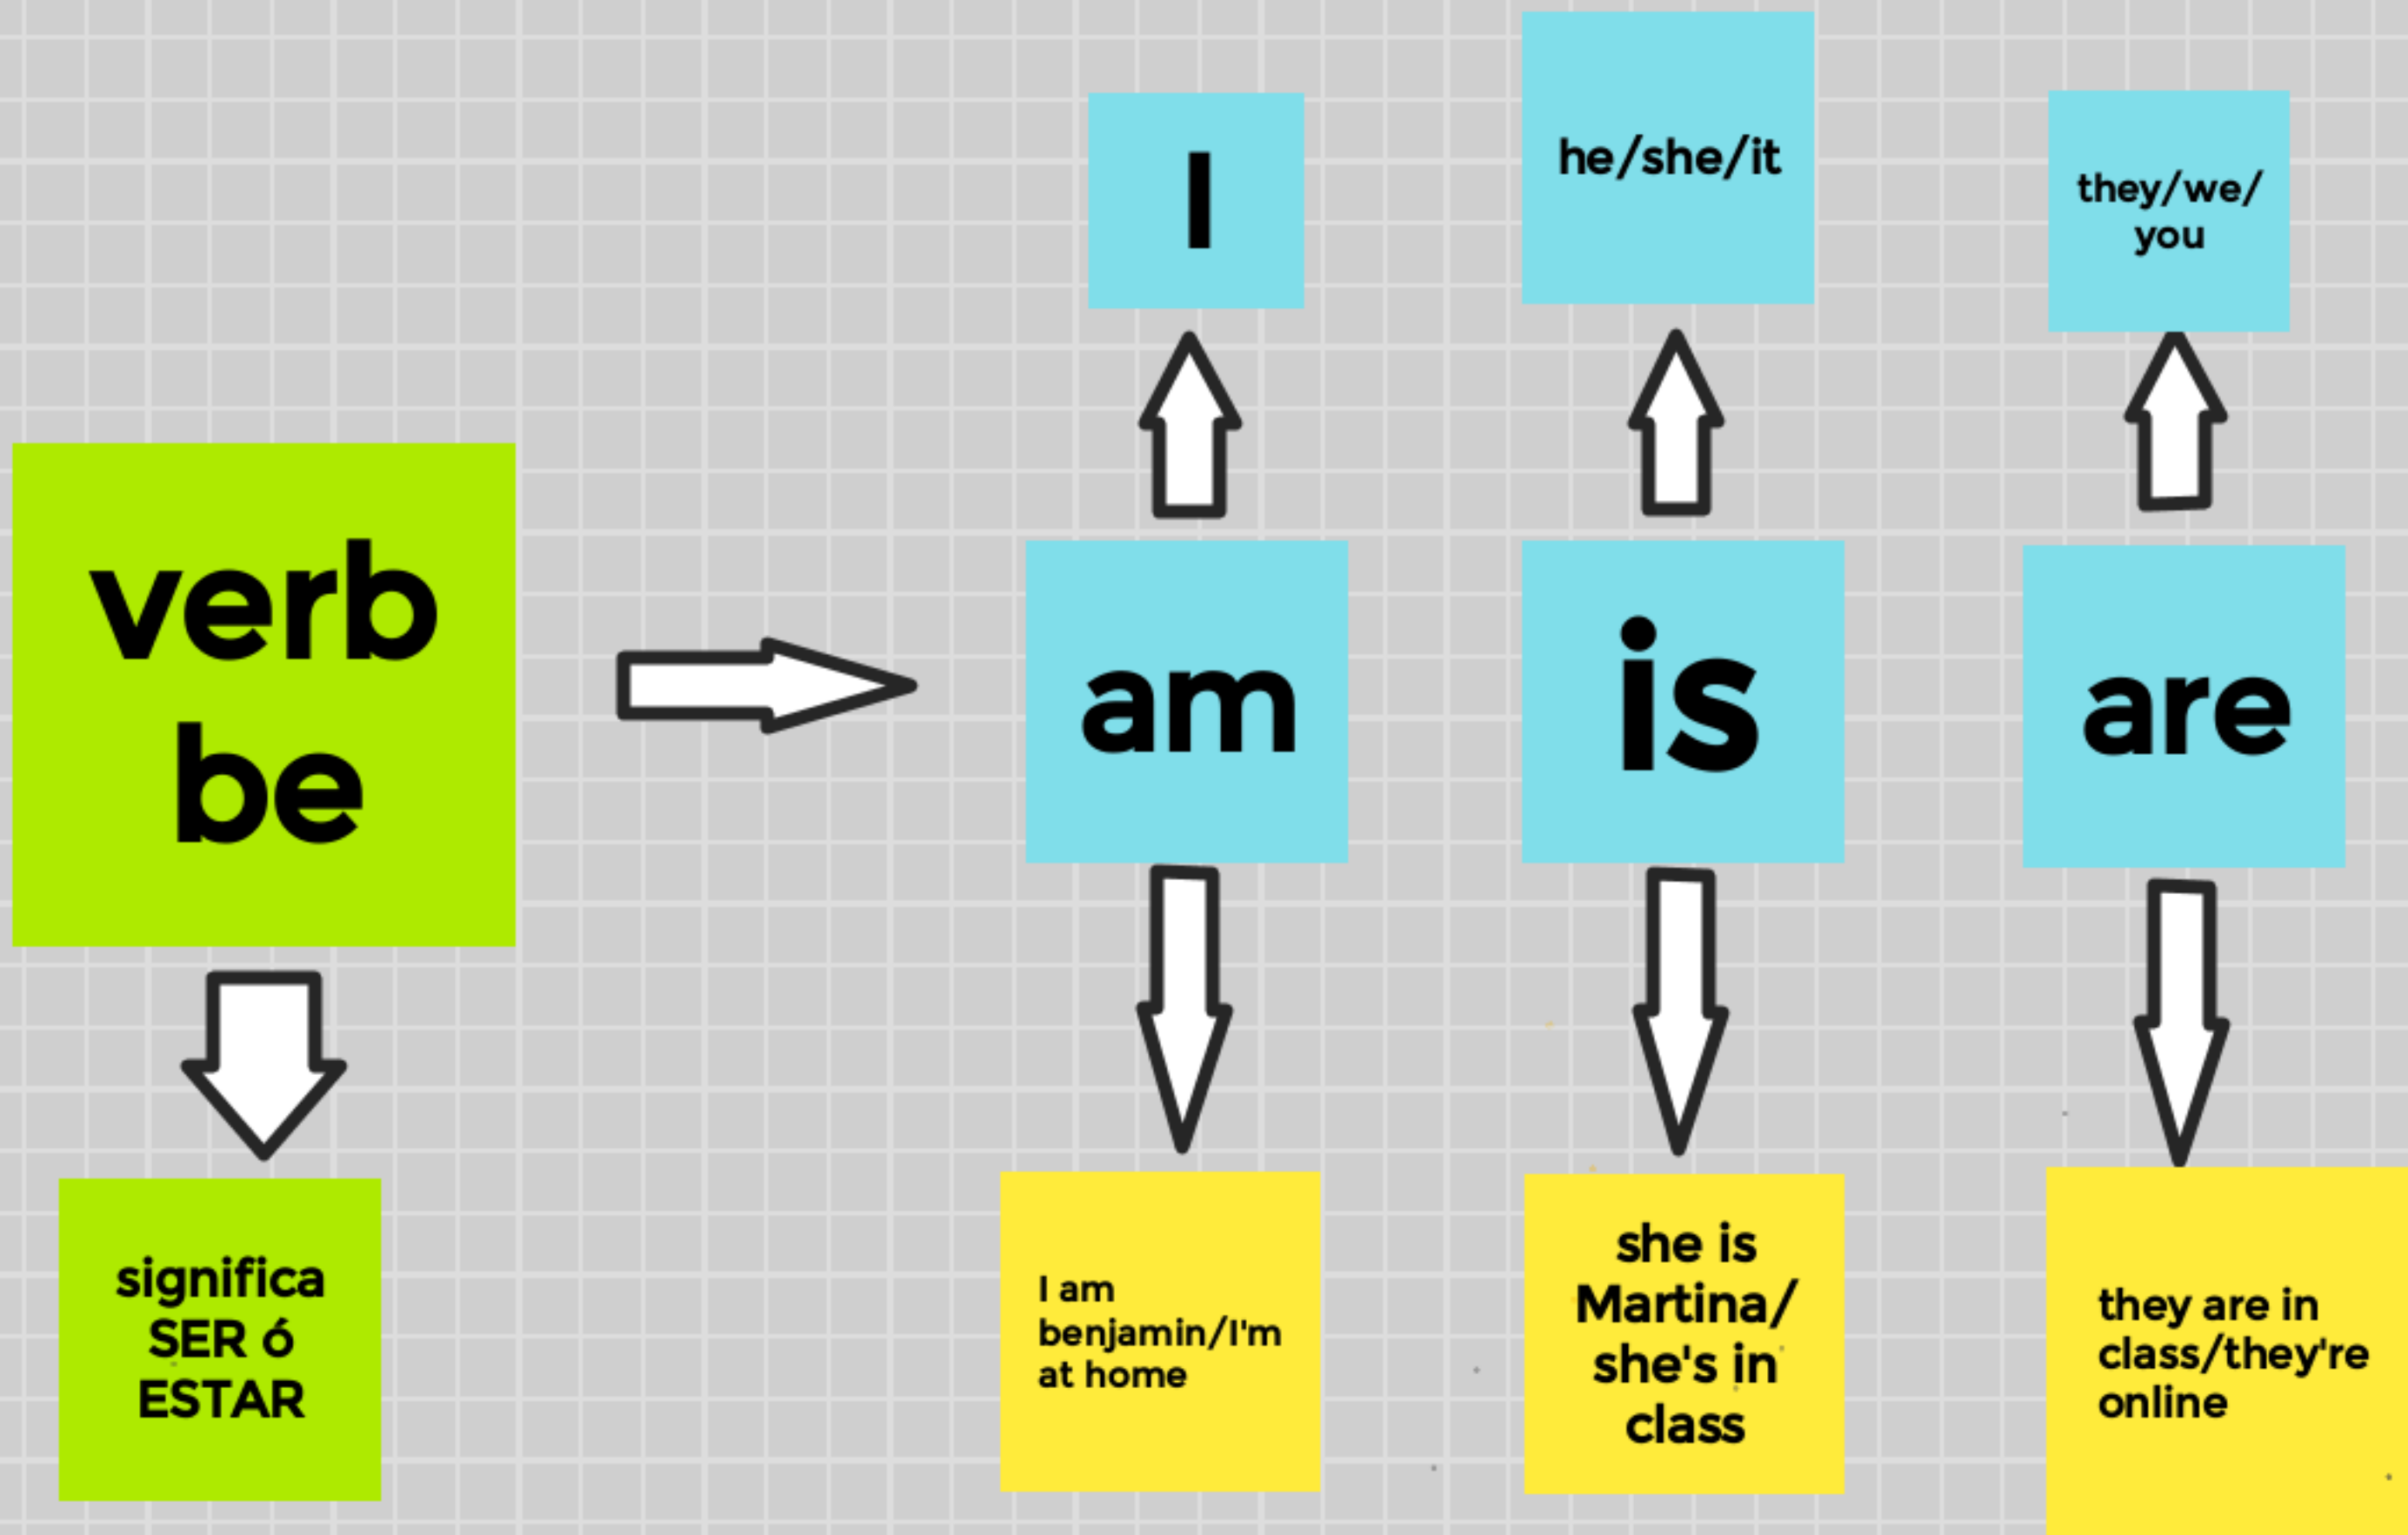 I
he/she/it
they/we/
you
verb
be
am
is
are
significa
SER ó
ESTAR
I am
benjamin/I'm
at home
she is
Martina/
she's in
class
they are in
class/they're
online